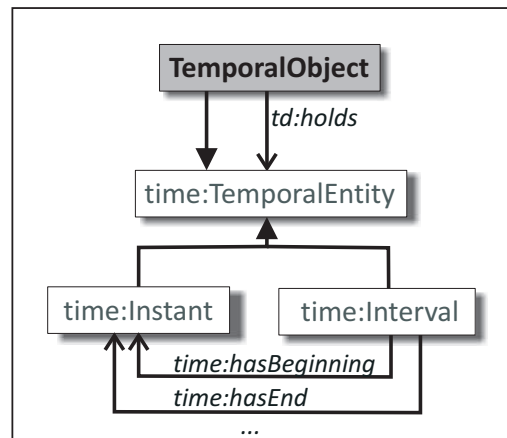 TemporalObject
td:holds
time:TemporalEntity
time:Instant
time:Interval
time:hasBeginning
time:hasEnd
...